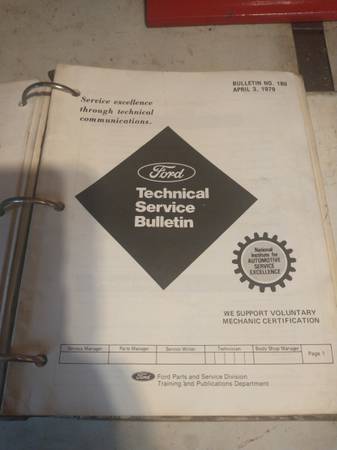 BULLETIN NO. 180
APRIL 3, 1979
Service excellence
through technical
communications.
Ford
Technical
Service
Bulletin
National
Institute for
AUTOMOTIVE
SERVICE
EXCELLENCE
WE SUPPORT VOLUNTARY
MECHANIC CERTIFICATION
Service Manager Parts Manager Service Writer Technician Body Shop Manager Page 1
Ford Ford Parts and Service Division
Training and Publications Department